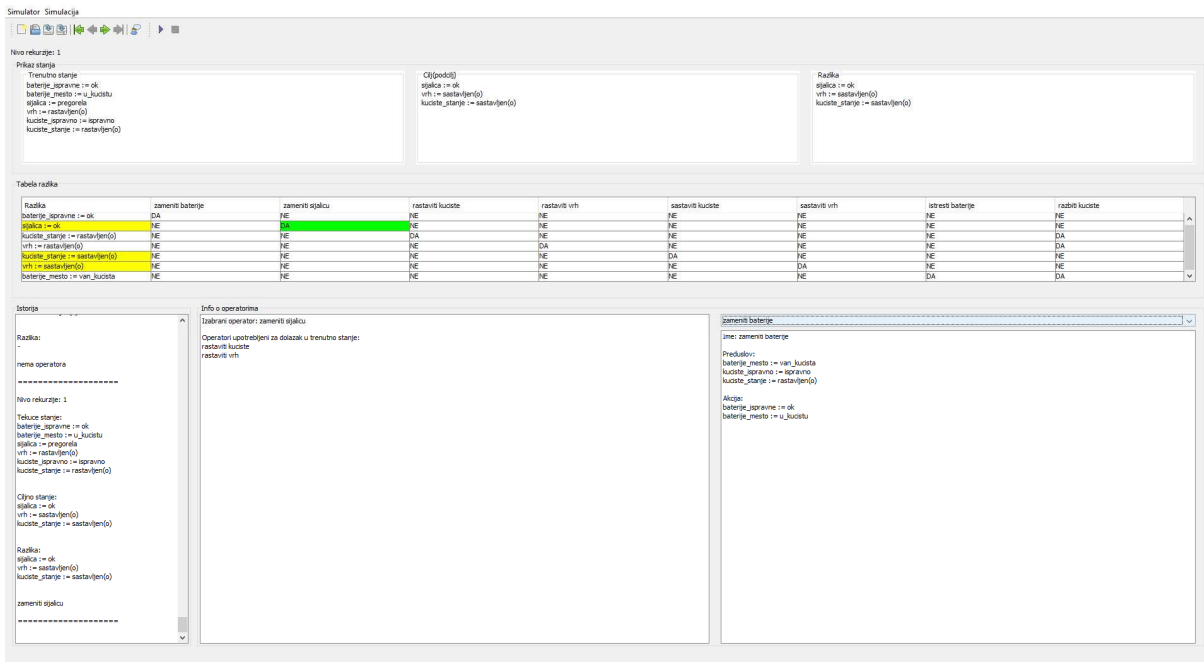 Simulator Simulacija
Nivo rekurzije: 1
Prikaz stanja
Trenutno stanje
baterije_ispravne := ok
baterije_mesto := u_kucistu
sijalica := pregorela
vrh := rastavljen(o)
kuciste_ispravno := ispravno
kuciste_stanje := rastavljen(o)
Cilj(podcilj)
sijalica := ok
vrh := sastavljen(o)
kuciste_stanje := sastavljen(o)
Razlika
sijalica := ok
vrh := sastavljen(o)
kuciste_stanje := sastavljen(o)
Tabela razlika
Razlika zameniti baterije zameniti sijalicu rastaviti kuciste rastaviti vrh sastaviti kuciste sastaviti vrh istresti baterije razbiti kuciste
baterije_ispravne := ok DA NE NE NE NE NE NE NE
sijalica := ok NE DA NE NE NE NE NE NE
kuciste_stanje := rastavljen(o) NE NE DA NE NE NE NE DA
vrh := rastavljen(o) NE NE NE DA NE NE NE DA
kuciste_stanje := sastavljen(o) NE NE NE NE DA NE NE NE
vrh := sastavljen(o) NE NE NE NE NE DA NE NE
baterije_mesto := van_kucista NE NE NE NE NE NE DA DA
Istorija
Razlika:
-
nema operatora
====================
Nivo rekurzije: 1
Tekuce stanje:
baterije_ispravne := ok
baterije_mesto := u_kucistu
sijalica := pregorela
vrh := rastavljen(o)
kuciste_ispravno := ispravno
kuciste_stanje := rastavljen(o)
Ciljno stanje:
sijalica := ok
vrh := sastavljen(o)
kuciste_stanje := sastavljen(o)
Razlika:
sijalica := ok
vrh := sastavljen(o)
kuciste_stanje := sastavljen(o)
zameniti sijalicu
====================
Info o operatorima
Izabrani operator: zameniti sijalicu
Operatori upotrebljeni za dolazak u trenutno stanje:
rastaviti kuciste
rastaviti vrh
zameniti baterije
Ime: zameniti baterije
Preduslov:
baterije_mesto := van_kucista
kuciste_ispravno := ispravno
kuciste_stanje := rastavljen(o)
Akcija:
baterije_ispravne := ok
baterije_mesto := u_kucistu